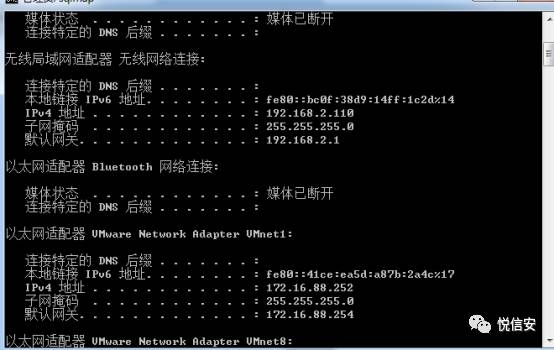 媒体状态 . . . . . . . . . . . . : 媒体已断开
连接特定的 DNS 后缀 . . . . . . . :
无线局域网适配器 无线网络连接:
连接特定的 DNS 后缀 . . . . . . . :
本地链接 IPv6 地址. . . . . . . . : fe80::bc0f:38d9:14ff:1c2d%14
IPv4 地址 . . . . . . . . . . . . : 192.168.2.110
子网掩码 . . . . . . . . . . . . : 255.255.255.0
默认网关. . . . . . . . . . . . . : 192.168.2.1
以太网适配器 Bluetooth 网络连接:
媒体状态 . . . . . . . . . . . . : 媒体已断开
连接特定的 DNS 后缀 . . . . . . . :
以太网适配器 VMware Network Adapter VMnet1:
连接特定的 DNS 后缀 . . . . . . . :
本地链接 IPv6 地址. . . . . . . . : fe80::41ce:ea5d:a87b:2a4c%17
IPv4 地址 . . . . . . . . . . . . : 172.16.88.252
子网掩码 . . . . . . . . . . . . : 255.255.255.0
默认网关. . . . . . . . . . . . . : 172.16.88.254
以太网适配器 VMware Network Adapter VMnet8:
悦信安